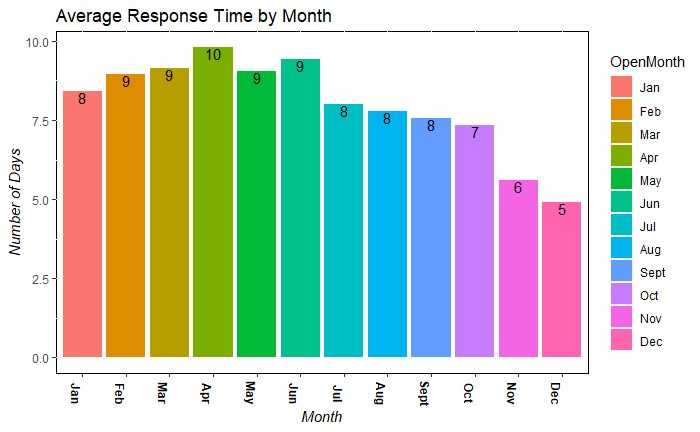 Average Response Time by Month
Number of Days
10.0
7.5
5.0
2.5
0.0
8
9
9
10
9
9
8
8
8
7
6
5
Jan
Feb
Mar
Apr
May
Jun
Jul
Aug
Sept
Oct
Nov
Dec
Month
OpenMonth
Jan
Feb
Mar
Apr
May
Jun
Jul
Aug
Sept
Oct
Nov
Dec